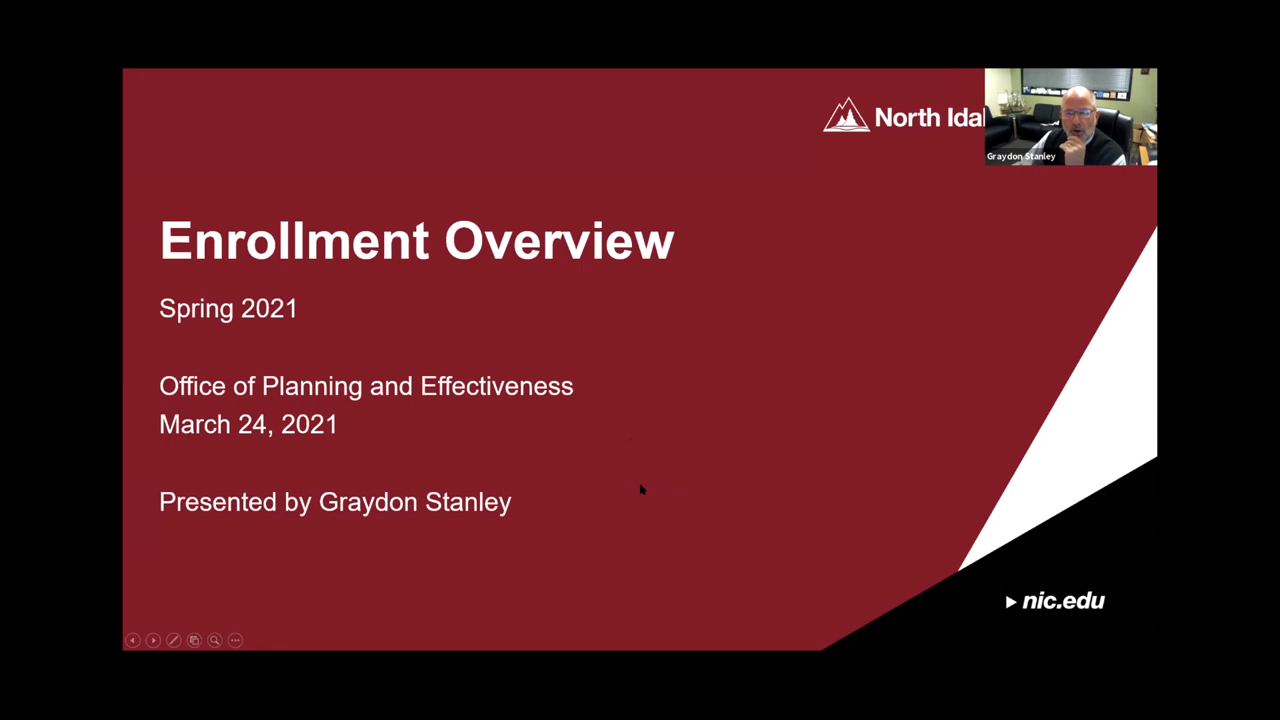 North Ida
Graydon Stanley
Enrollment Overview
Spring 2021
Office of Planning and Effectiveness
March 24, 2021
Presented by Graydon Stanley
nic.edu